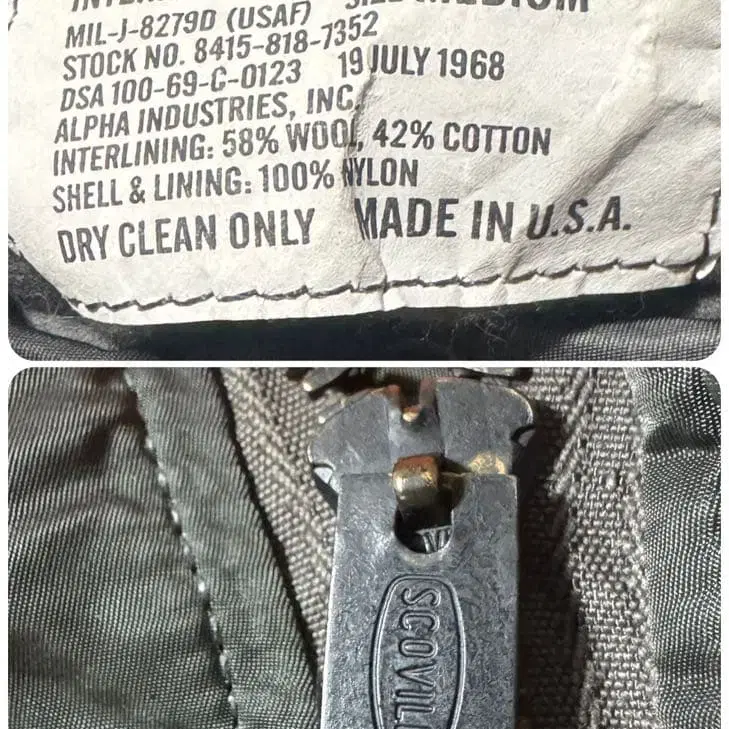 MIL-J-8279D (USAF)
STOCK NO. 8415-818-7352
DSA 100-69-C-0123 19 JULY 1968
ALPHA INDUSTRIES, INC.
INTERLINING: 58% WOOL, 42% COTTON
SHELL & LINING: 100% NYLON
DRY CLEAN ONLY MADE IN U.S.A.
SCOVILL